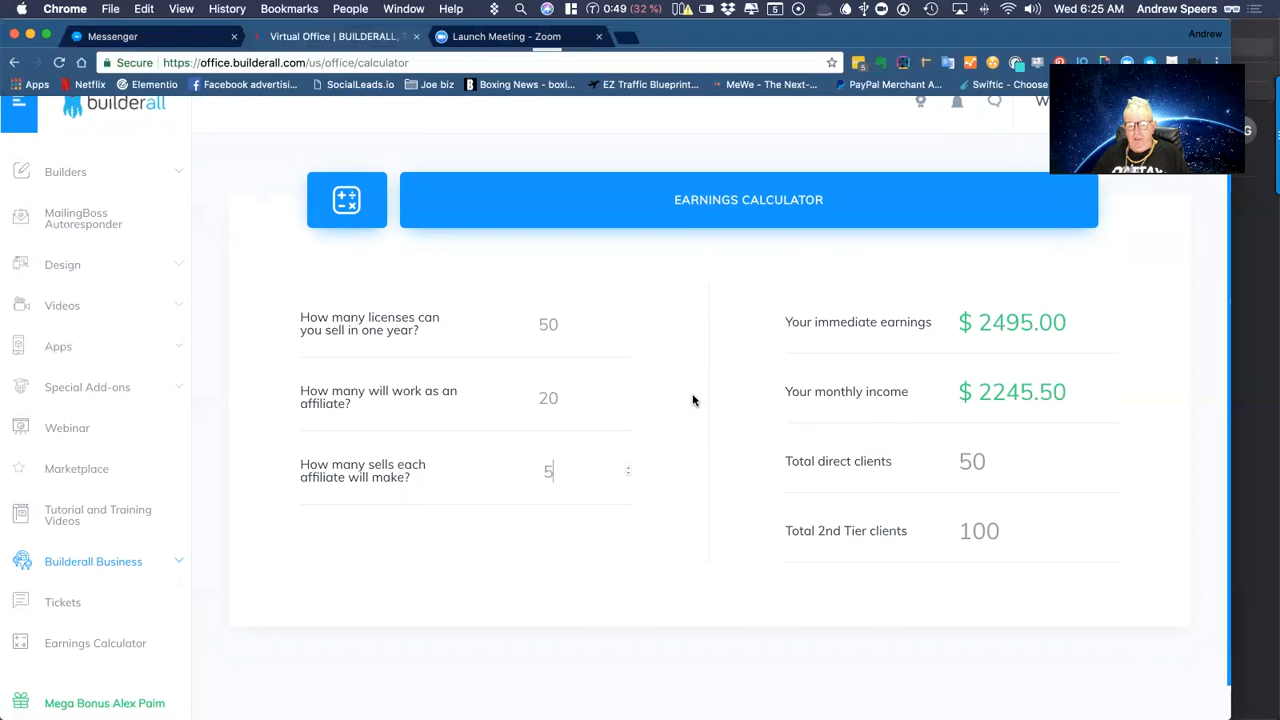 Chrome File Edit View History Bookmarks People Window Help 0:49 (32 %) 5 Wed 6:25 AM Andrew Speers
Messenger × Virtual Office | BUILDERALL, T × Launch Meeting - Zoom × Andrew
Secure https://office.builderall.com/us/office/calculator
Apps Netflix Elementio Facebook advertisi... SocialLeads.io Joe biz Boxing News - boxi... EZ Traffic Blueprint... MeWe - The Next-... PayPal Merchant A... Swiftic - Choose
builderall
W
G
Builders
MailingBoss
Autoresponder
Design
Videos
Apps
Special Add-ons
Webinar
Marketplace
Tutorial and Training
Videos
Builderall Business
Tickets
Earnings Calculator
Mega Bonus Alex Paim
EARNINGS CALCULATOR
How many licenses can
you sell in one year?
50
How many will work as an
affiliate?
20
How many sells each
affiliate will make?
5
Your immediate earnings $ 2495.00
Your monthly income $ 2245.50
Total direct clients 50
Total 2nd Tier clients 100